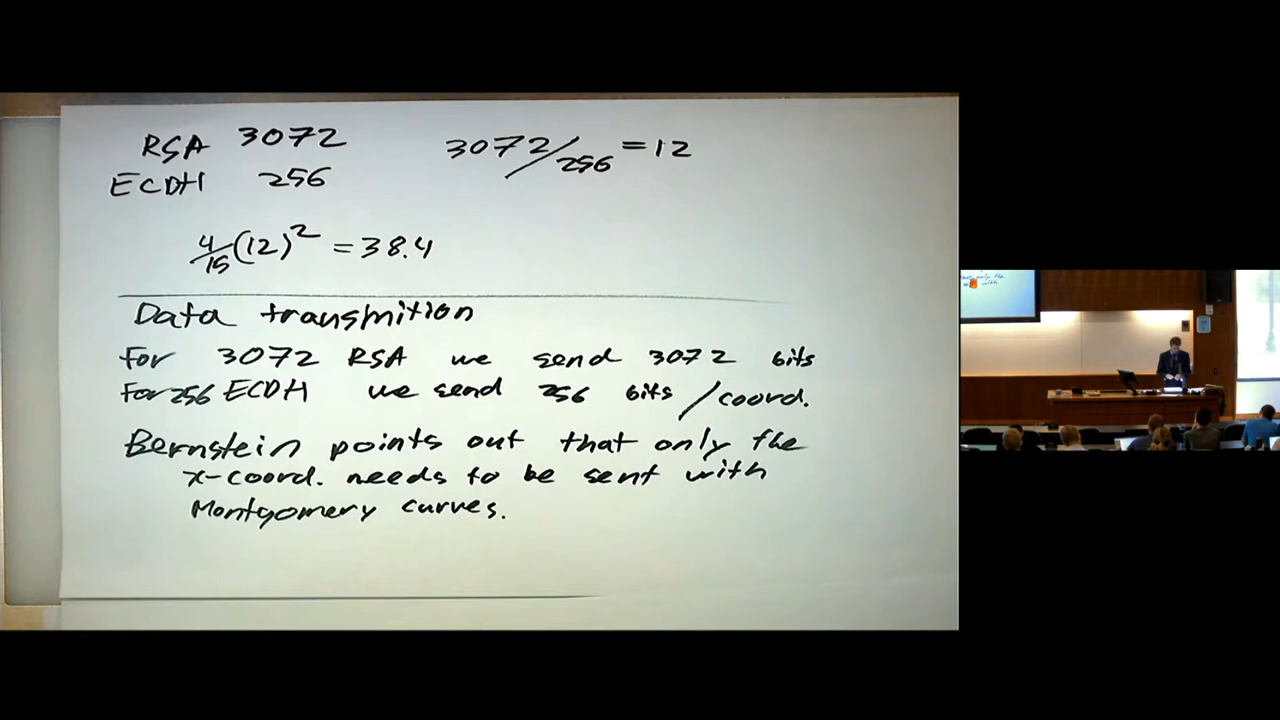 RSA 3072
3072/256 = 12
ECDH 256
4/15 (12)² = 38.4
Data transmition
For 3072 RSA we send 3072 bits
For 256 ECDH we send 256 bits /coord.
Bernstein points out that only the
x-coord. needs to be sent with
Montgomery curves.